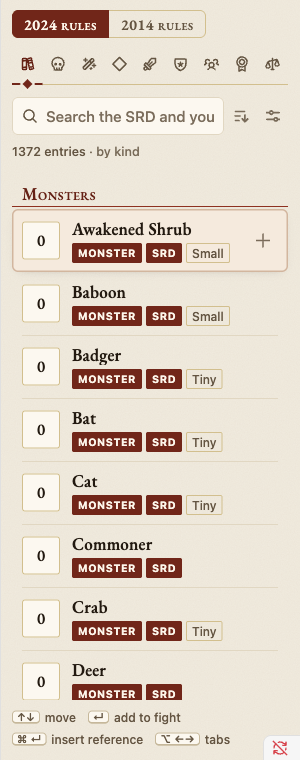 2024 RULES 2014 RULES
Search the SRD and you
1372 entries · by kind
MONSTERS
0 Awakened Shrub
MONSTER SRD Small
0 Baboon
MONSTER SRD Small
0 Badger
MONSTER SRD Tiny
0 Bat
MONSTER SRD Tiny
0 Cat
MONSTER SRD Tiny
0 Commoner
MONSTER SRD
0 Crab
MONSTER SRD Tiny
0 Deer
MONSTER SRD
↑↓ move ↵ add to fight
⌘ ↵ insert reference ⌥ ←→ tabs